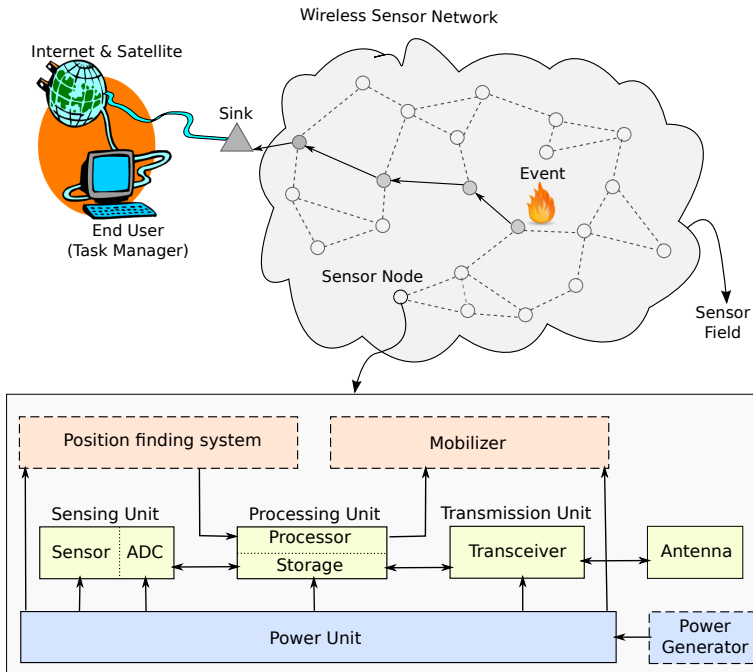 Wireless Sensor Network
Internet & Satellite
Sink
Event
End User
(Task Manager)
Sensor Node
Sensor
Field
Position finding system
Mobilizer
Sensing Unit
Processing Unit
Transmission Unit
Sensor
ADC
Processor
Storage
Transceiver
Antenna
Power Unit
Power
Generator